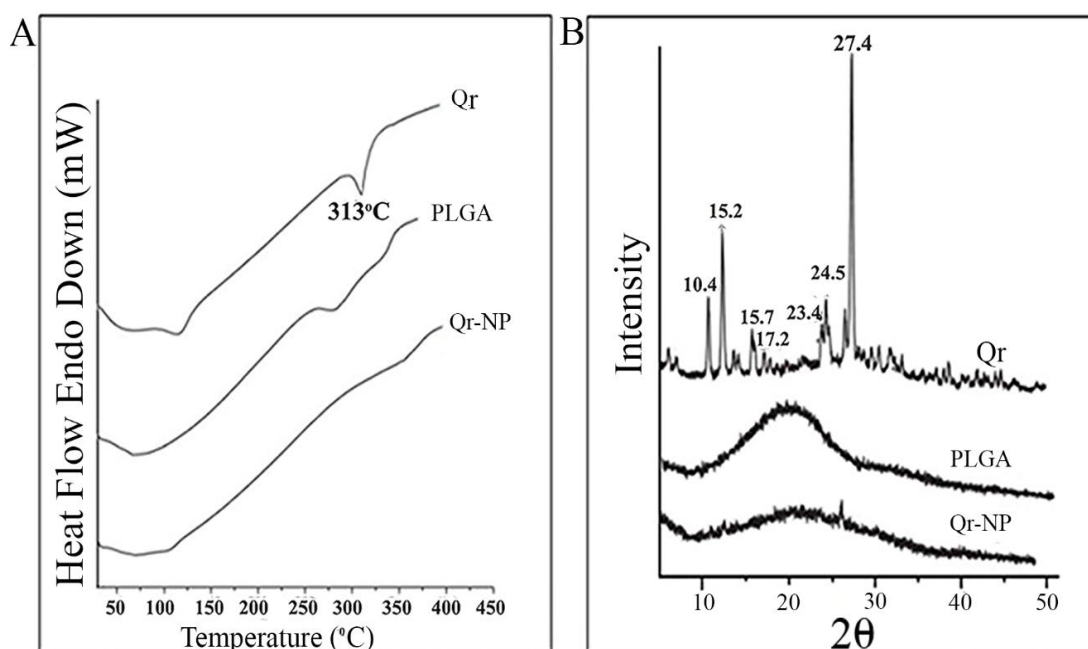 A
Heat Flow Endo Down (mW)
Qr
313ºC
PLGA
Qr-NP
50 100 150 200 250 300 350 400 450
Temperature (ºC)
B
Intensity
27.4
15.2
10.4
15.7
17.2
23.4
24.5
Qr
PLGA
Qr-NP
10 20 30 40 50
2θ